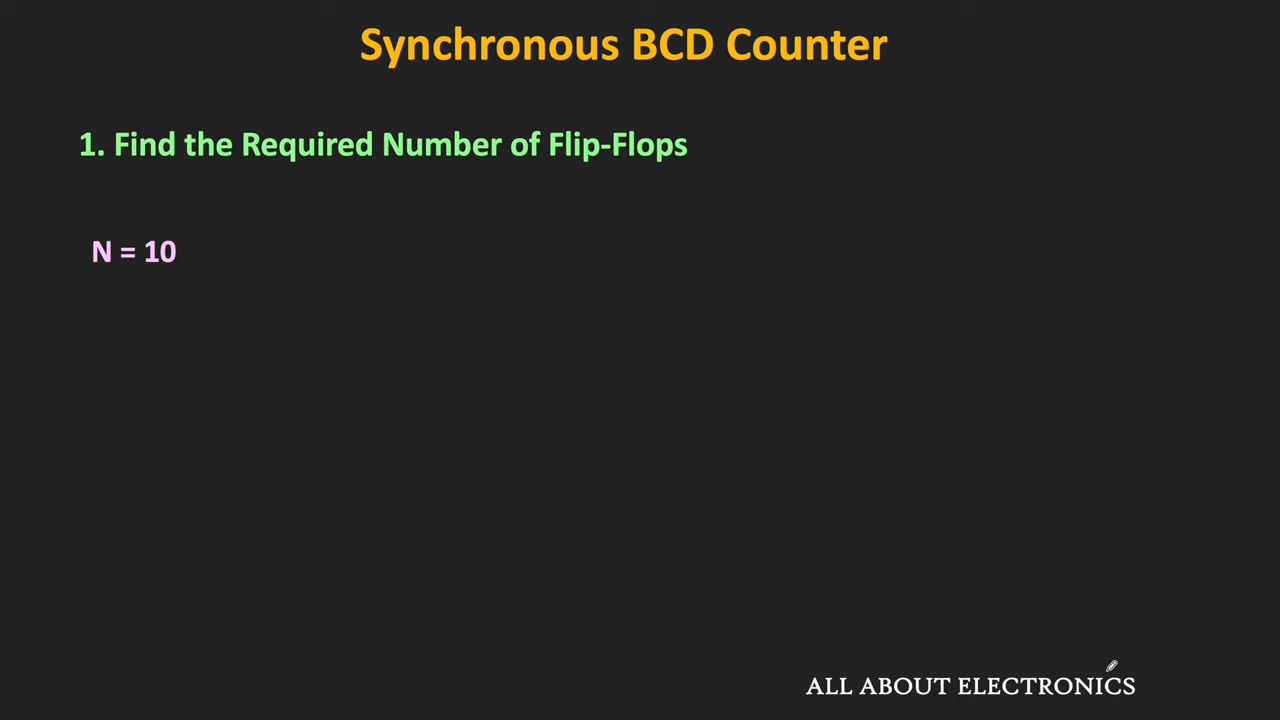 Synchronous BCD Counter
1. Find the Required Number of Flip-Flops
N = 10
ALL ABOUT ELECTRONICS